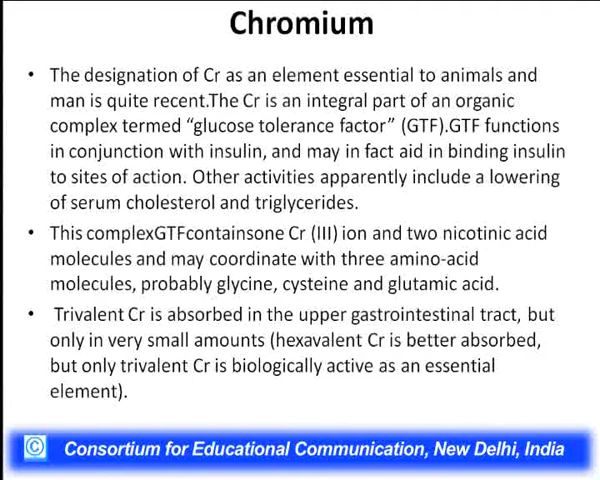 Chromium
• The designation of Cr as an element essential to animals and
man is quite recent.The Cr is an integral part of an organic
complex termed “glucose tolerance factor” (GTF).GTF functions
in conjunction with insulin, and may in fact aid in binding insulin
to sites of action. Other activities apparently include a lowering
of serum cholesterol and triglycerides.
• This complexGTFcontainsone Cr (III) ion and two nicotinic acid
molecules and may coordinate with three amino-acid
molecules, probably glycine, cysteine and glutamic acid.
• Trivalent Cr is absorbed in the upper gastrointestinal tract, but
only in very small amounts (hexavalent Cr is better absorbed,
but only trivalent Cr is biologically active as an essential
element).
© Consortium for Educational Communication, New Delhi, India